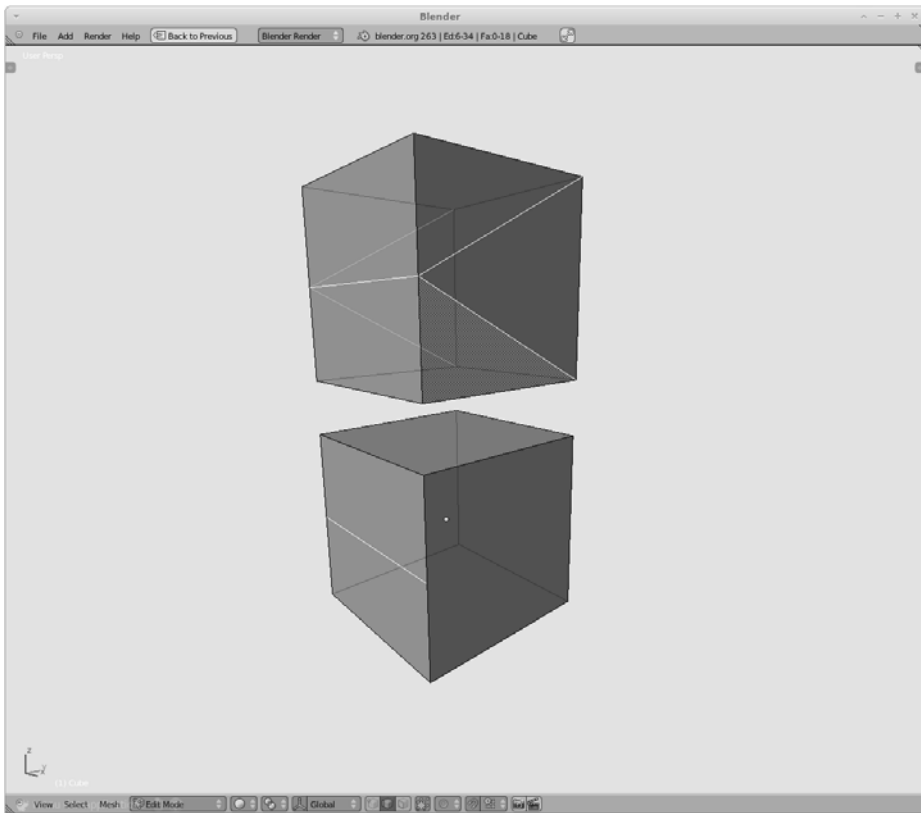 Blender
File Add Render Help Back to Previous Blender Render blender.org 263 | Ed:6-34 | Fa:0-18 | Cube
User Persp
z
y
x
(1) Cube
View Select Mesh Edit Mode Global